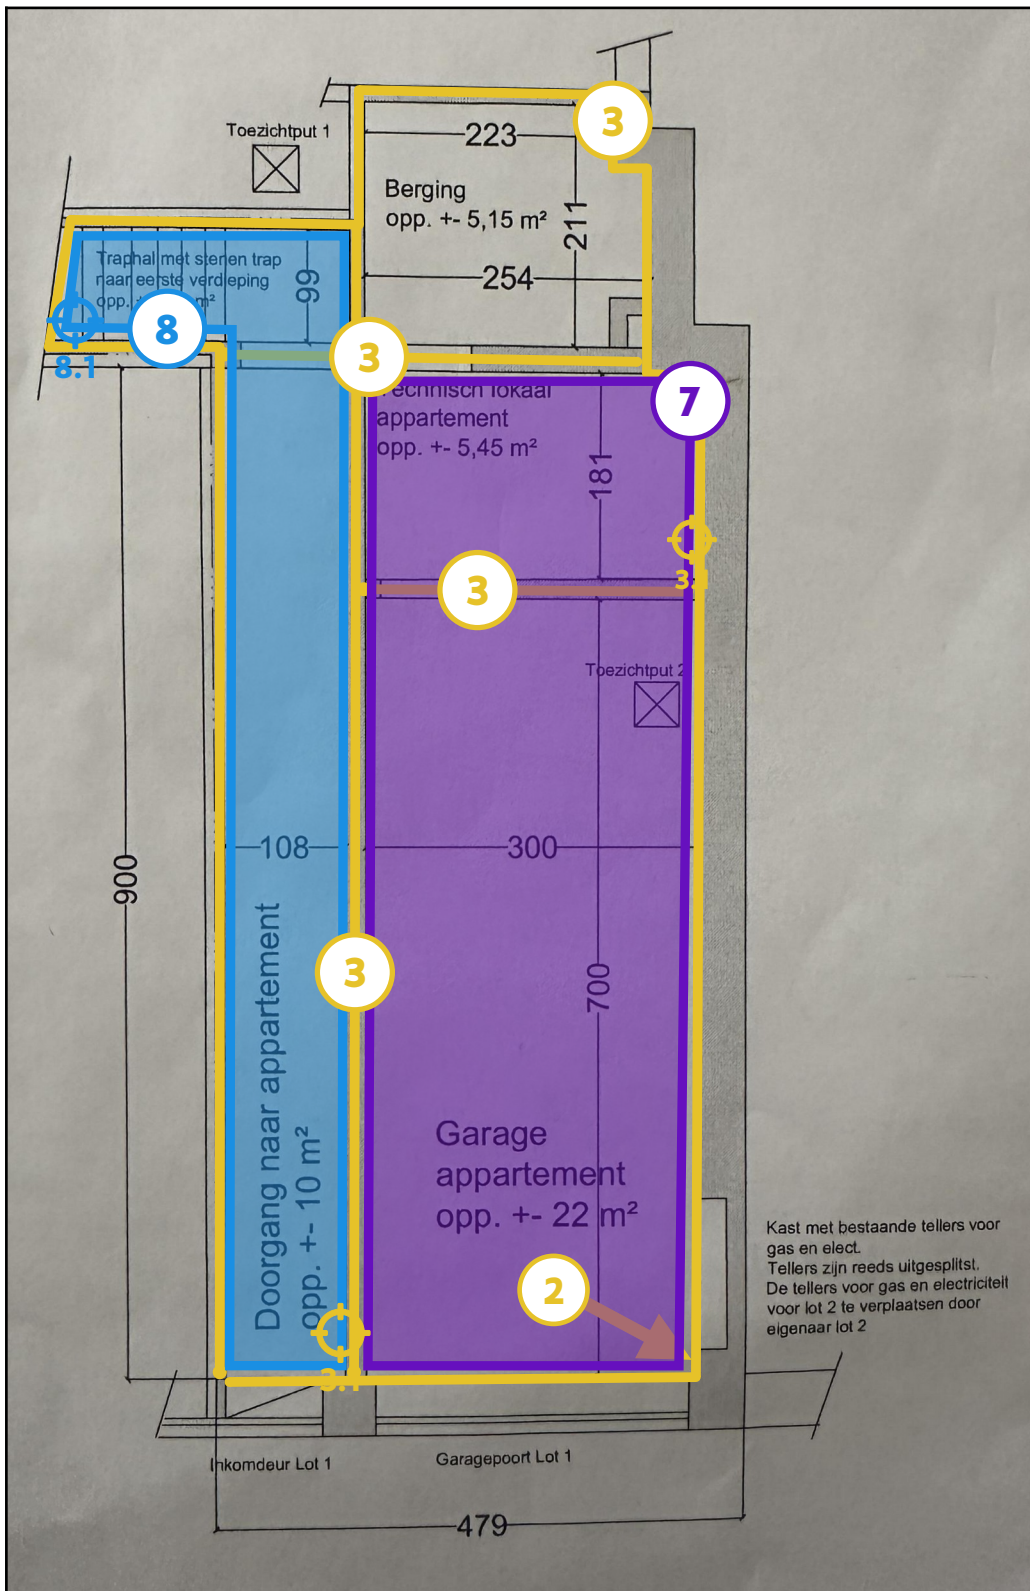 3
Toezichtput 1
223
Berging
opp. +- 5,15 m²
211
254
Traphal met stenen trap
naar eerste verdieping
opp. m²
99
8
8.1
3
7
Technisch lokaal
appartement
opp. +- 5,45 m²
181
3
Toezichtput 2
900
108
300
3
700
Doorgang naar appartement
opp. +- 10 m²
Garage
appartement
opp. +- 22 m²
2
3.1
Kast met bestaande tellers voor
gas en elect.
Tellers zijn reeds uitgesplitst.
De tellers voor gas en electriciteit
voor lot 2 te verplaatsen door
eigenaar lot 2
Inkomdeur Lot 1
Garagepoort Lot 1
479